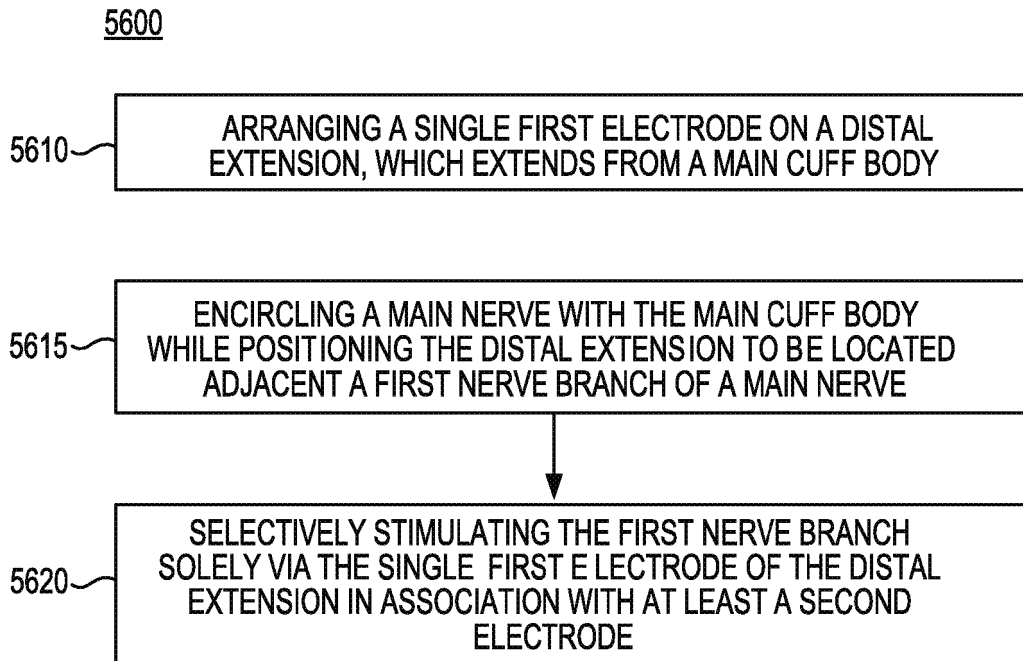 5600
5610
ARRANGING A SINGLE FIRST ELECTRODE ON A DISTAL
EXTENSION, WHICH EXTENDS FROM A MAIN CUFF BODY
5615
ENCIRCLING A MAIN NERVE WITH THE MAIN CUFF BODY
WHILE POSITIONING THE DISTAL EXTENSION TO BE LOCATED
ADJACENT A FIRST NERVE BRANCH OF A MAIN NERVE
5620
SELECTIVELY STIMULATING THE FIRST NERVE BRANCH
SOLELY VIA THE SINGLE FIRST E LECTRODE OF THE DISTAL
EXTENSION IN ASSOCIATION WITH AT LEAST A SECOND
ELECTRODE